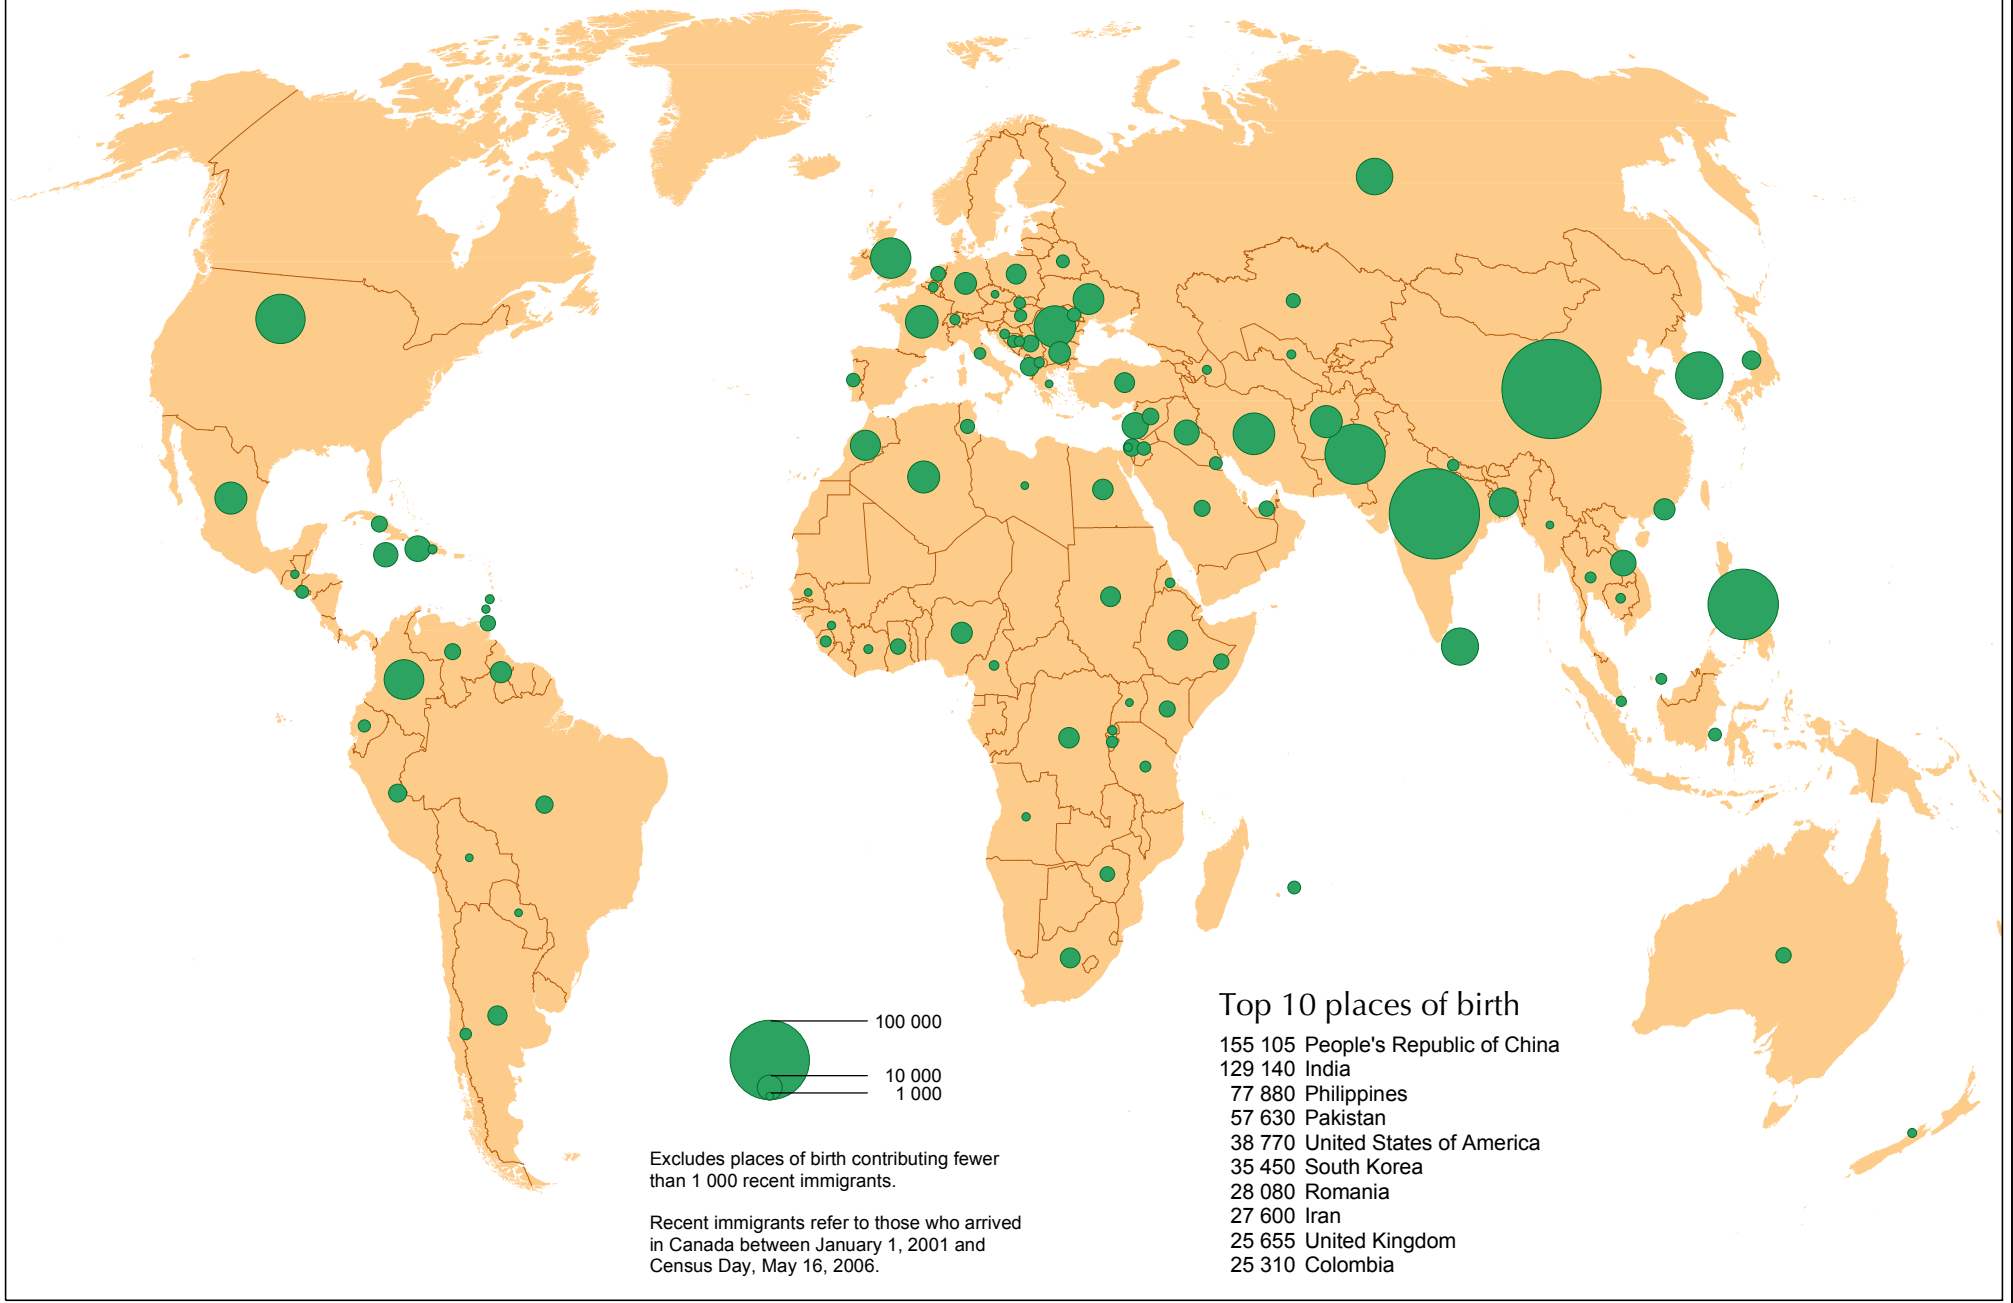 100 000
10 000
1 000
Excludes places of birth contributing fewer
than 1 000 recent immigrants.
Recent immigrants refer to those who arrived
in Canada between January 1, 2001 and
Census Day, May 16, 2006.
Top 10 places of birth
155 105 People's Republic of China
129 140 India
77 880 Philippines
57 630 Pakistan
38 770 United States of America
35 450 South Korea
28 080 Romania
27 600 Iran
25 655 United Kingdom
25 310 Colombia